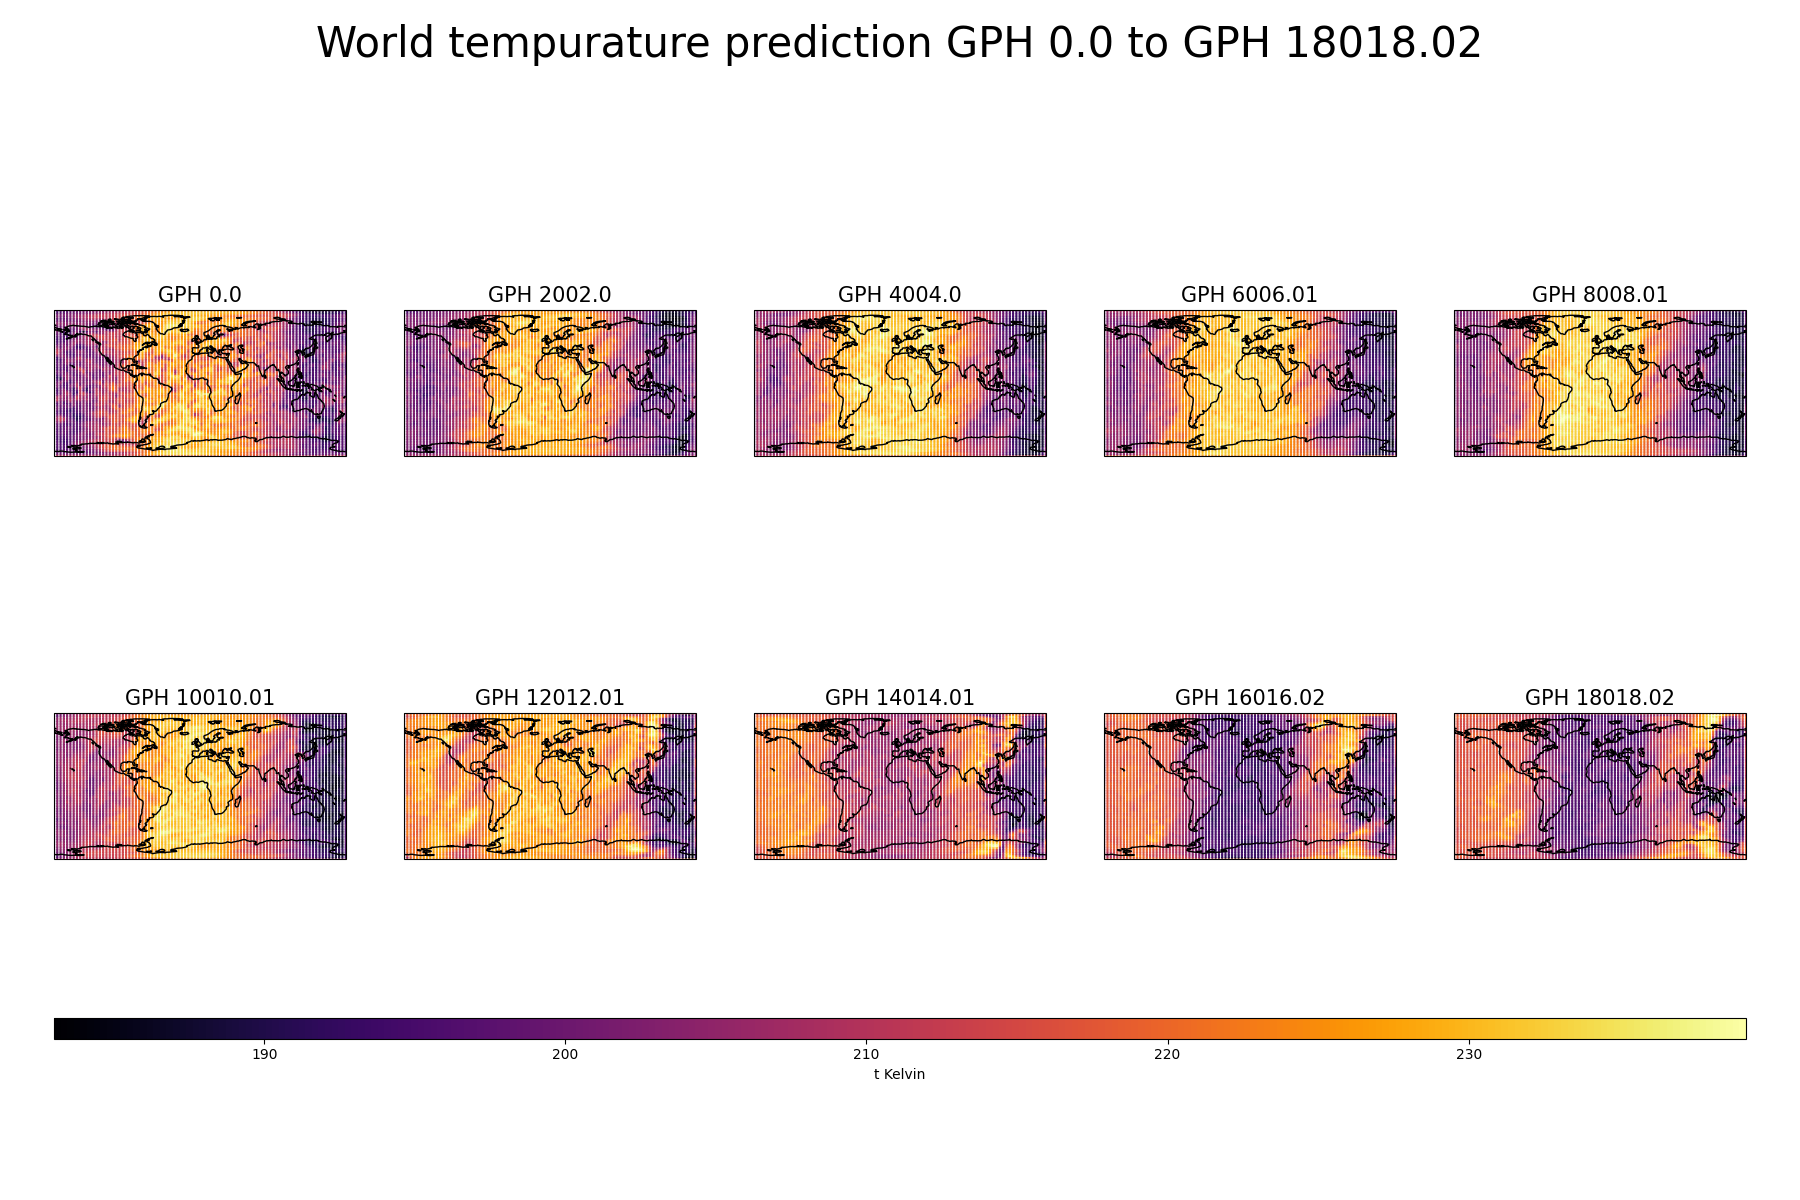 World tempurature prediction GPH 0.0 to GPH 18018.02
GPH 0.0
GPH 2002.0
GPH 4004.0
GPH 6006.01
GPH 8008.01
GPH 10010.01
GPH 12012.01
GPH 14014.01
GPH 16016.02
GPH 18018.02
190
200
210
220
230
t Kelvin